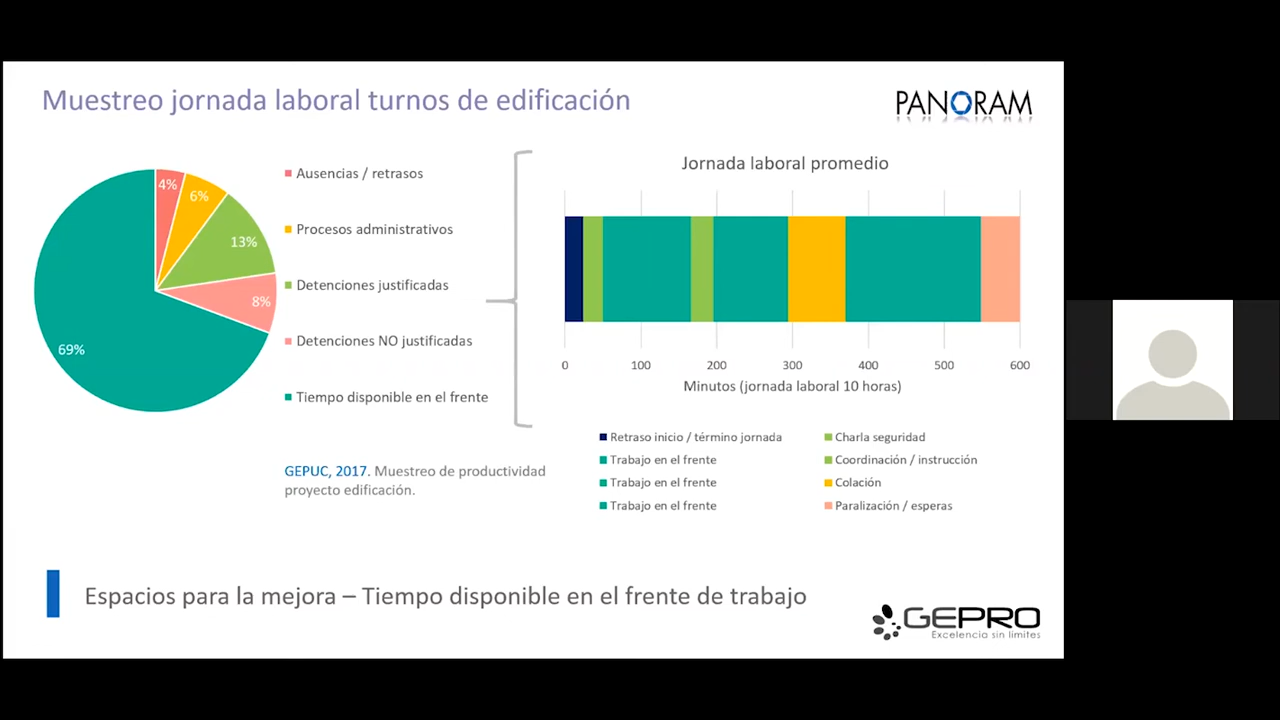 Muestreo jornada laboral turnos de edificación
PANORAM
4%
6%
13%
8%
69%
Ausencias / retrasos
Procesos administrativos
Detenciones justificadas
Detenciones NO justificadas
Tiempo disponible en el frente
GEPUC, 2017. Muestreo de productividad
proyecto edificación.
Jornada laboral promedio
0 100 200 300 400 500 600
Minutos (jornada laboral 10 horas)
Retraso inicio / término jornada
Charla seguridad
Trabajo en el frente
Coordinación / instrucción
Trabajo en el frente
Colación
Trabajo en el frente
Paralización / esperas
Espacios para la mejora – Tiempo disponible en el frente de trabajo
GEPRO
Excelencia sin límites